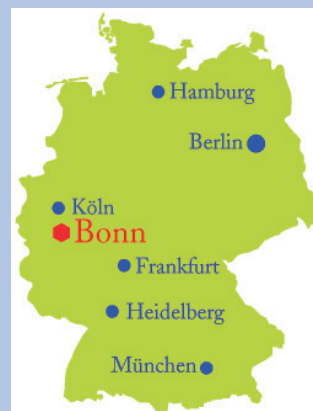 Hamburg
Berlin
Köln
Bonn
Frankfurt
Heidelberg
München